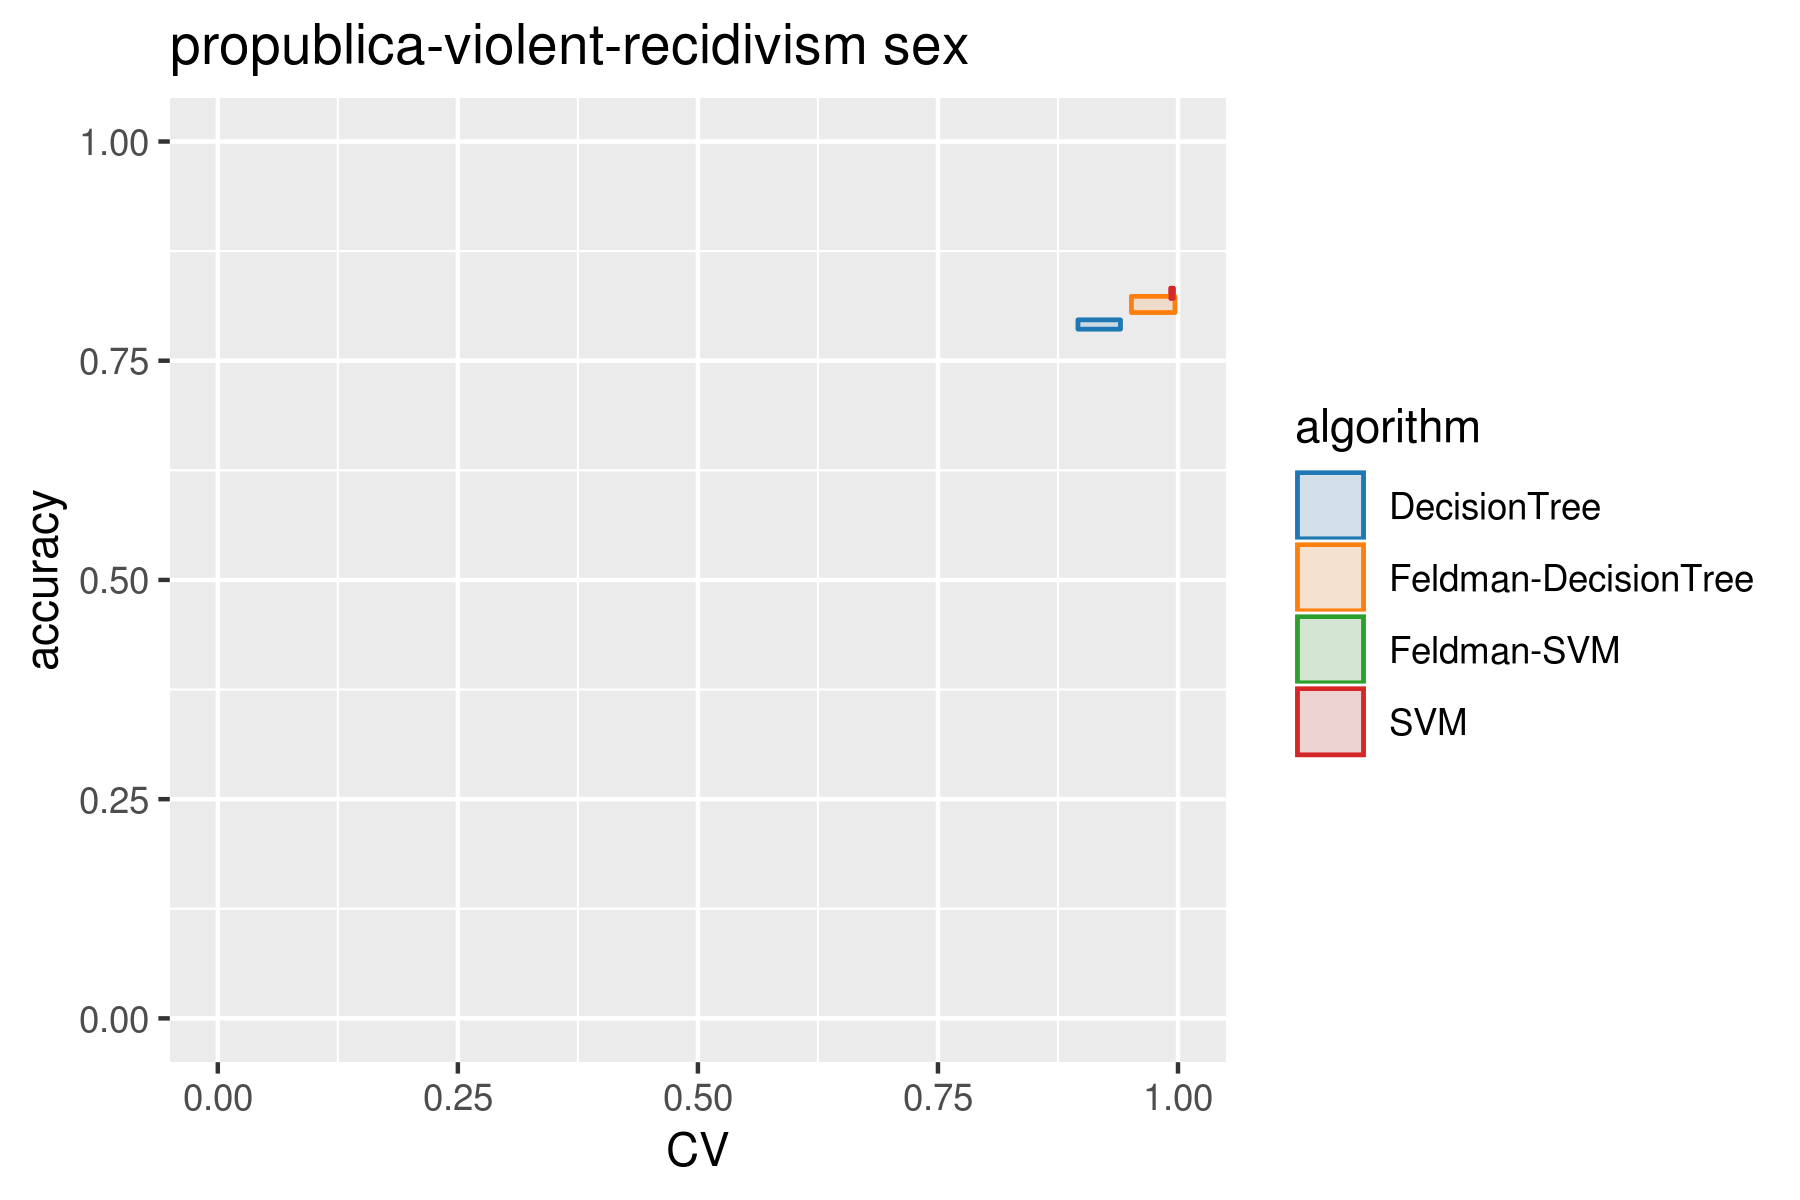 propublica-violent-recidivism sex
accuracy
1.00
0.75
0.50
0.25
0.00
0.00 0.25 0.50 0.75 1.00
CV
algorithm
DecisionTree
Feldman-DecisionTree
Feldman-SVM
SVM